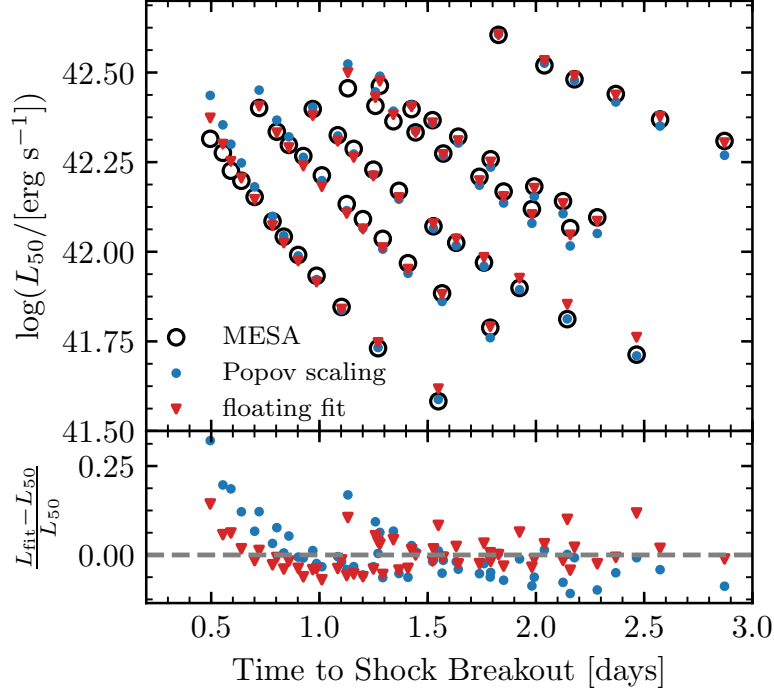 42.50
42.25
42.00
41.75
41.50
log(L₅₀/[erg s⁻¹])
MESA
Popov scaling
floating fit
0.25
0.00
L_fit−L₅₀
L₅₀
0.5 1.0 1.5 2.0 2.5 3.0
Time to Shock Breakout [days]